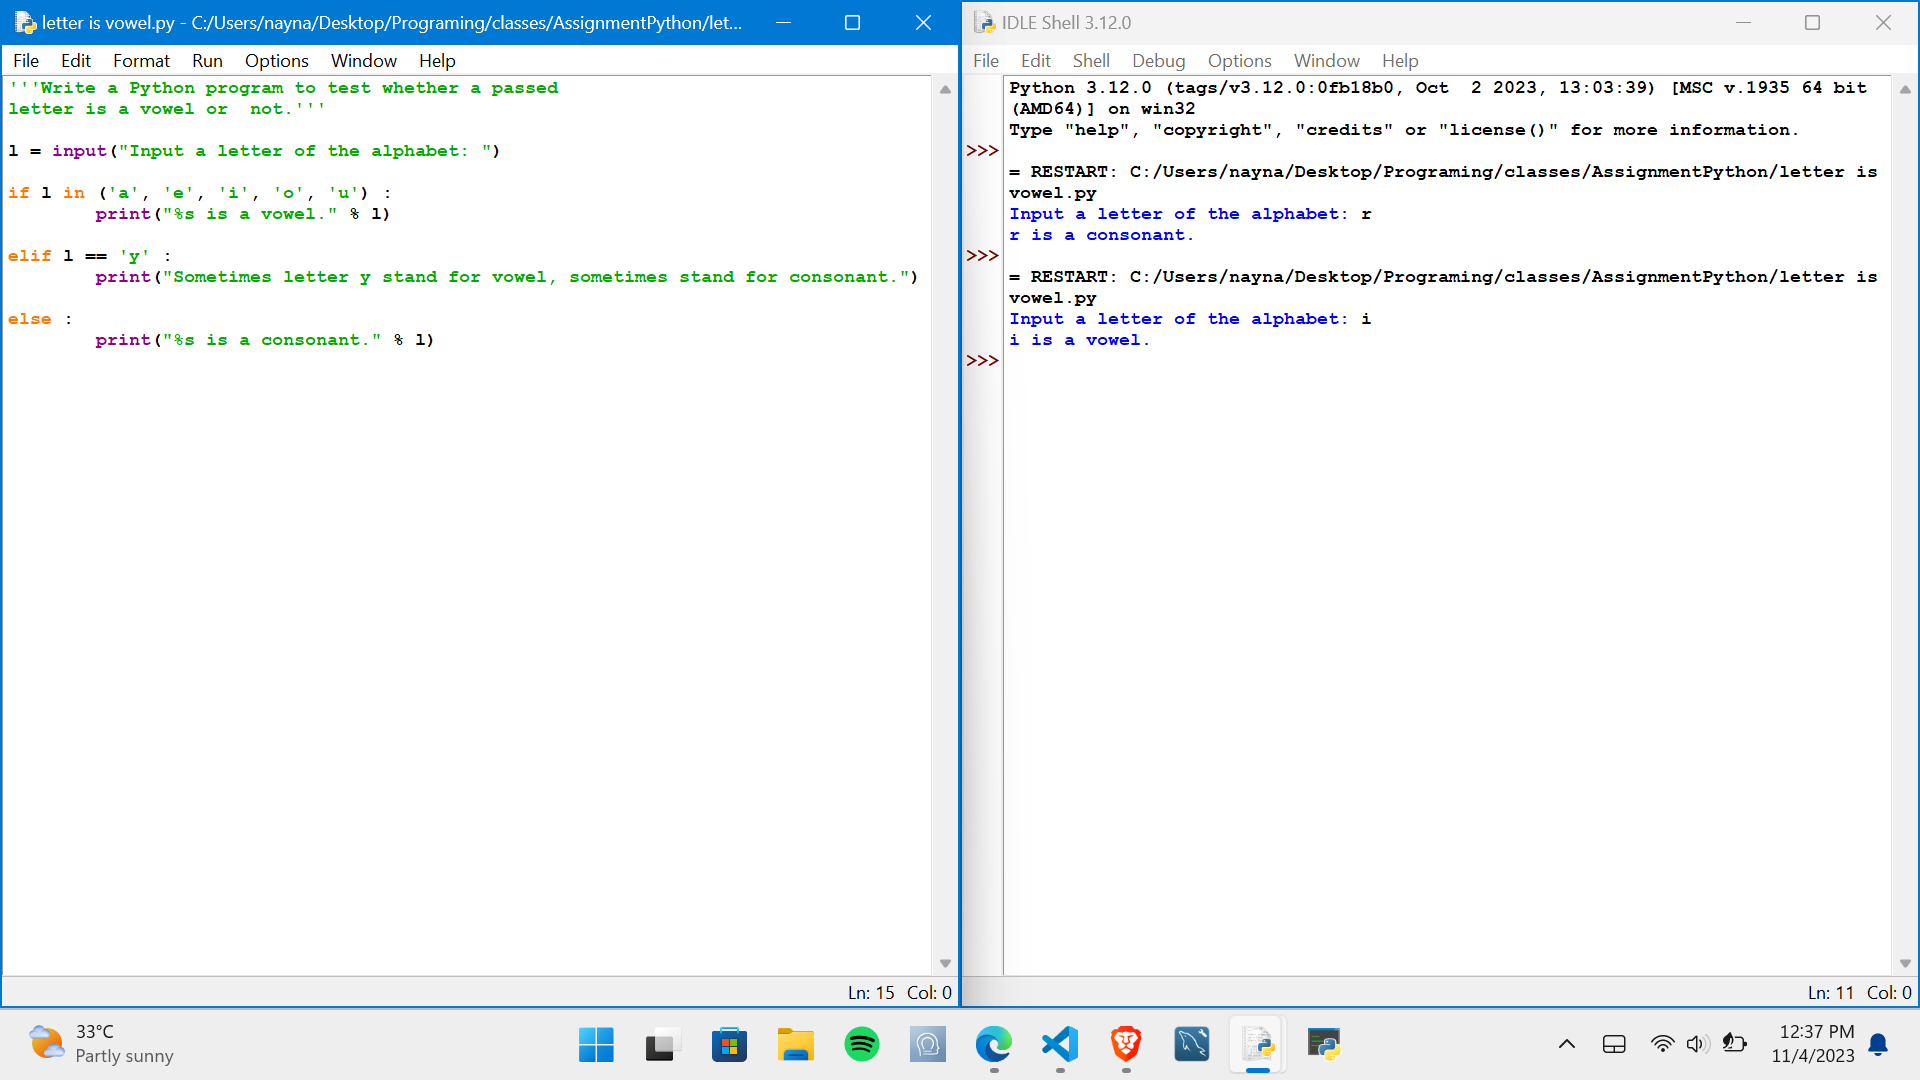 letter is vowel.py - C:/Users/nayna/Desktop/Programing/classes/AssignmentPython/let...
File Edit Format Run Options Window Help
'''Write a Python program to test whether a passed
letter is a vowel or  not.'''
l = input("Input a letter of the alphabet: ")
if l in ('a', 'e', 'i', 'o', 'u') :
        print("%s is a vowel." % l)
elif l == 'y' :
        print("Sometimes letter y stand for vowel, sometimes stand for consonant.")
else :
        print("%s is a consonant." % l)
Ln: 15 Col: 0
IDLE Shell 3.12.0
File Edit Shell Debug Options Window Help
Python 3.12.0 (tags/v3.12.0:0fb18b0, Oct  2 2023, 13:03:39) [MSC v.1935 64 bit
(AMD64)] on win32
Type "help", "copyright", "credits" or "license()" for more information.
>>>
= RESTART: C:/Users/nayna/Desktop/Programing/classes/AssignmentPython/letter is
vowel.py
Input a letter of the alphabet: r
r is a consonant.
>>>
= RESTART: C:/Users/nayna/Desktop/Programing/classes/AssignmentPython/letter is
vowel.py
Input a letter of the alphabet: i
i is a vowel.
>>>
Ln: 11 Col: 0
33°C
Partly sunny
12:37 PM
11/4/2023